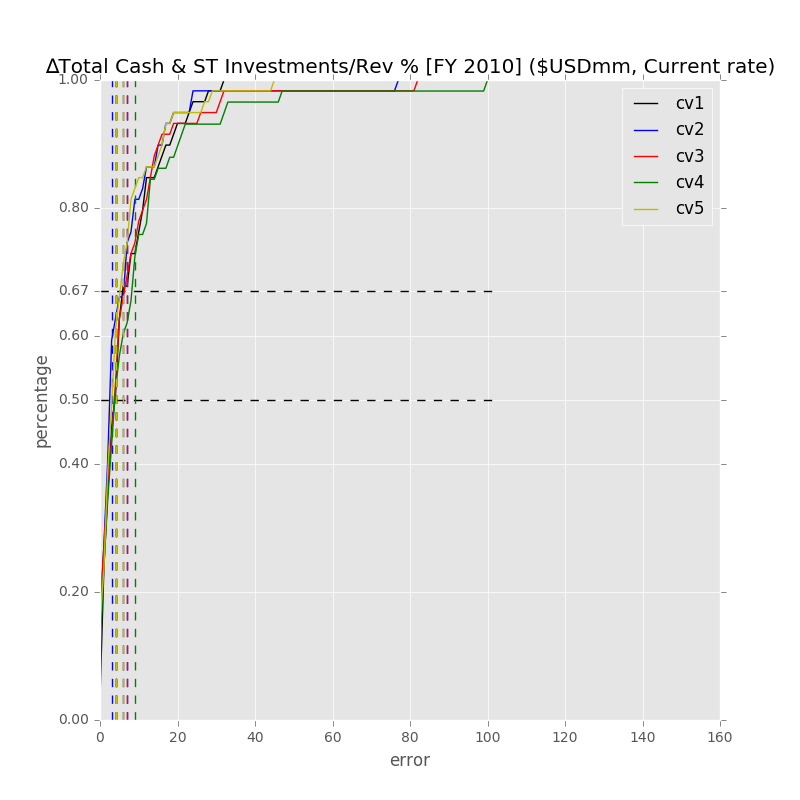 ΔTotal Cash & ST Investments/Rev % [FY 2010] ($USDmm, Current rate)
1.00
0.80
0.67
0.60
0.50
0.40
0.20
0.00
percentage
cv1
cv2
cv3
cv4
cv5
0 20 40 60 80 100 120 140 160
error